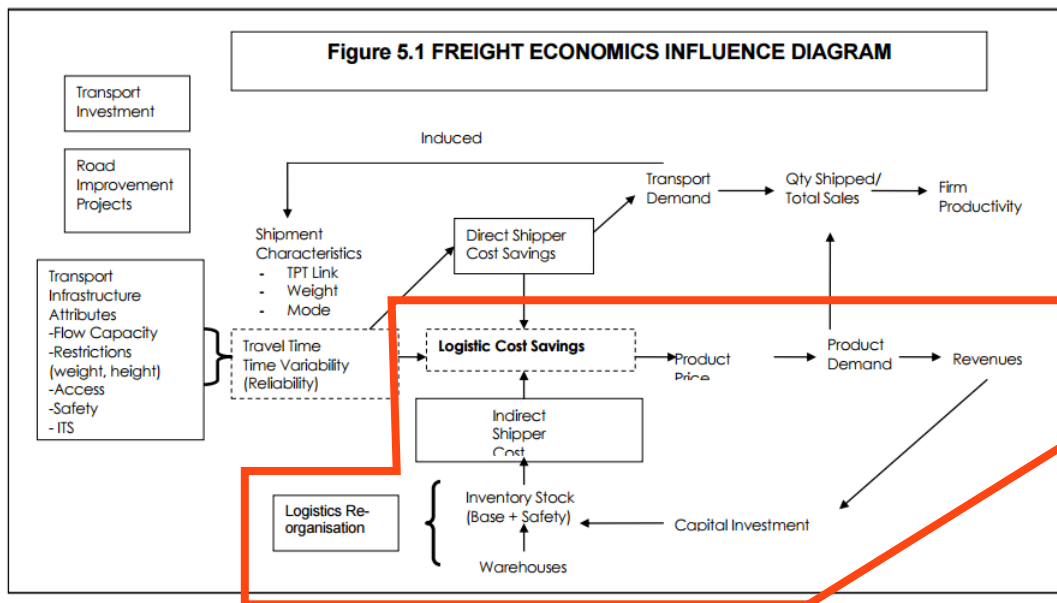 Figure 5.1 FREIGHT ECONOMICS INFLUENCE DIAGRAM
Transport
Investment
Road
Improvement
Projects
Induced
Transport
Demand
Qty Shipped/
Total Sales
Firm
Productivity
Shipment
Characteristics
- TPT Link
- Weight
- Mode
Direct Shipper
Cost Savings
Transport
Infrastructure
Attributes
-Flow Capacity
-Restrictions
(weight, height)
-Access
-Safety
- ITS
Travel Time
Time Variability
(Reliability)
Logistic Cost Savings
Product
Price
Product
Demand
Revenues
Indirect
Shipper
Cost
Logistics Re-
organisation
Inventory Stock
(Base + Safety)
Capital Investment
Warehouses